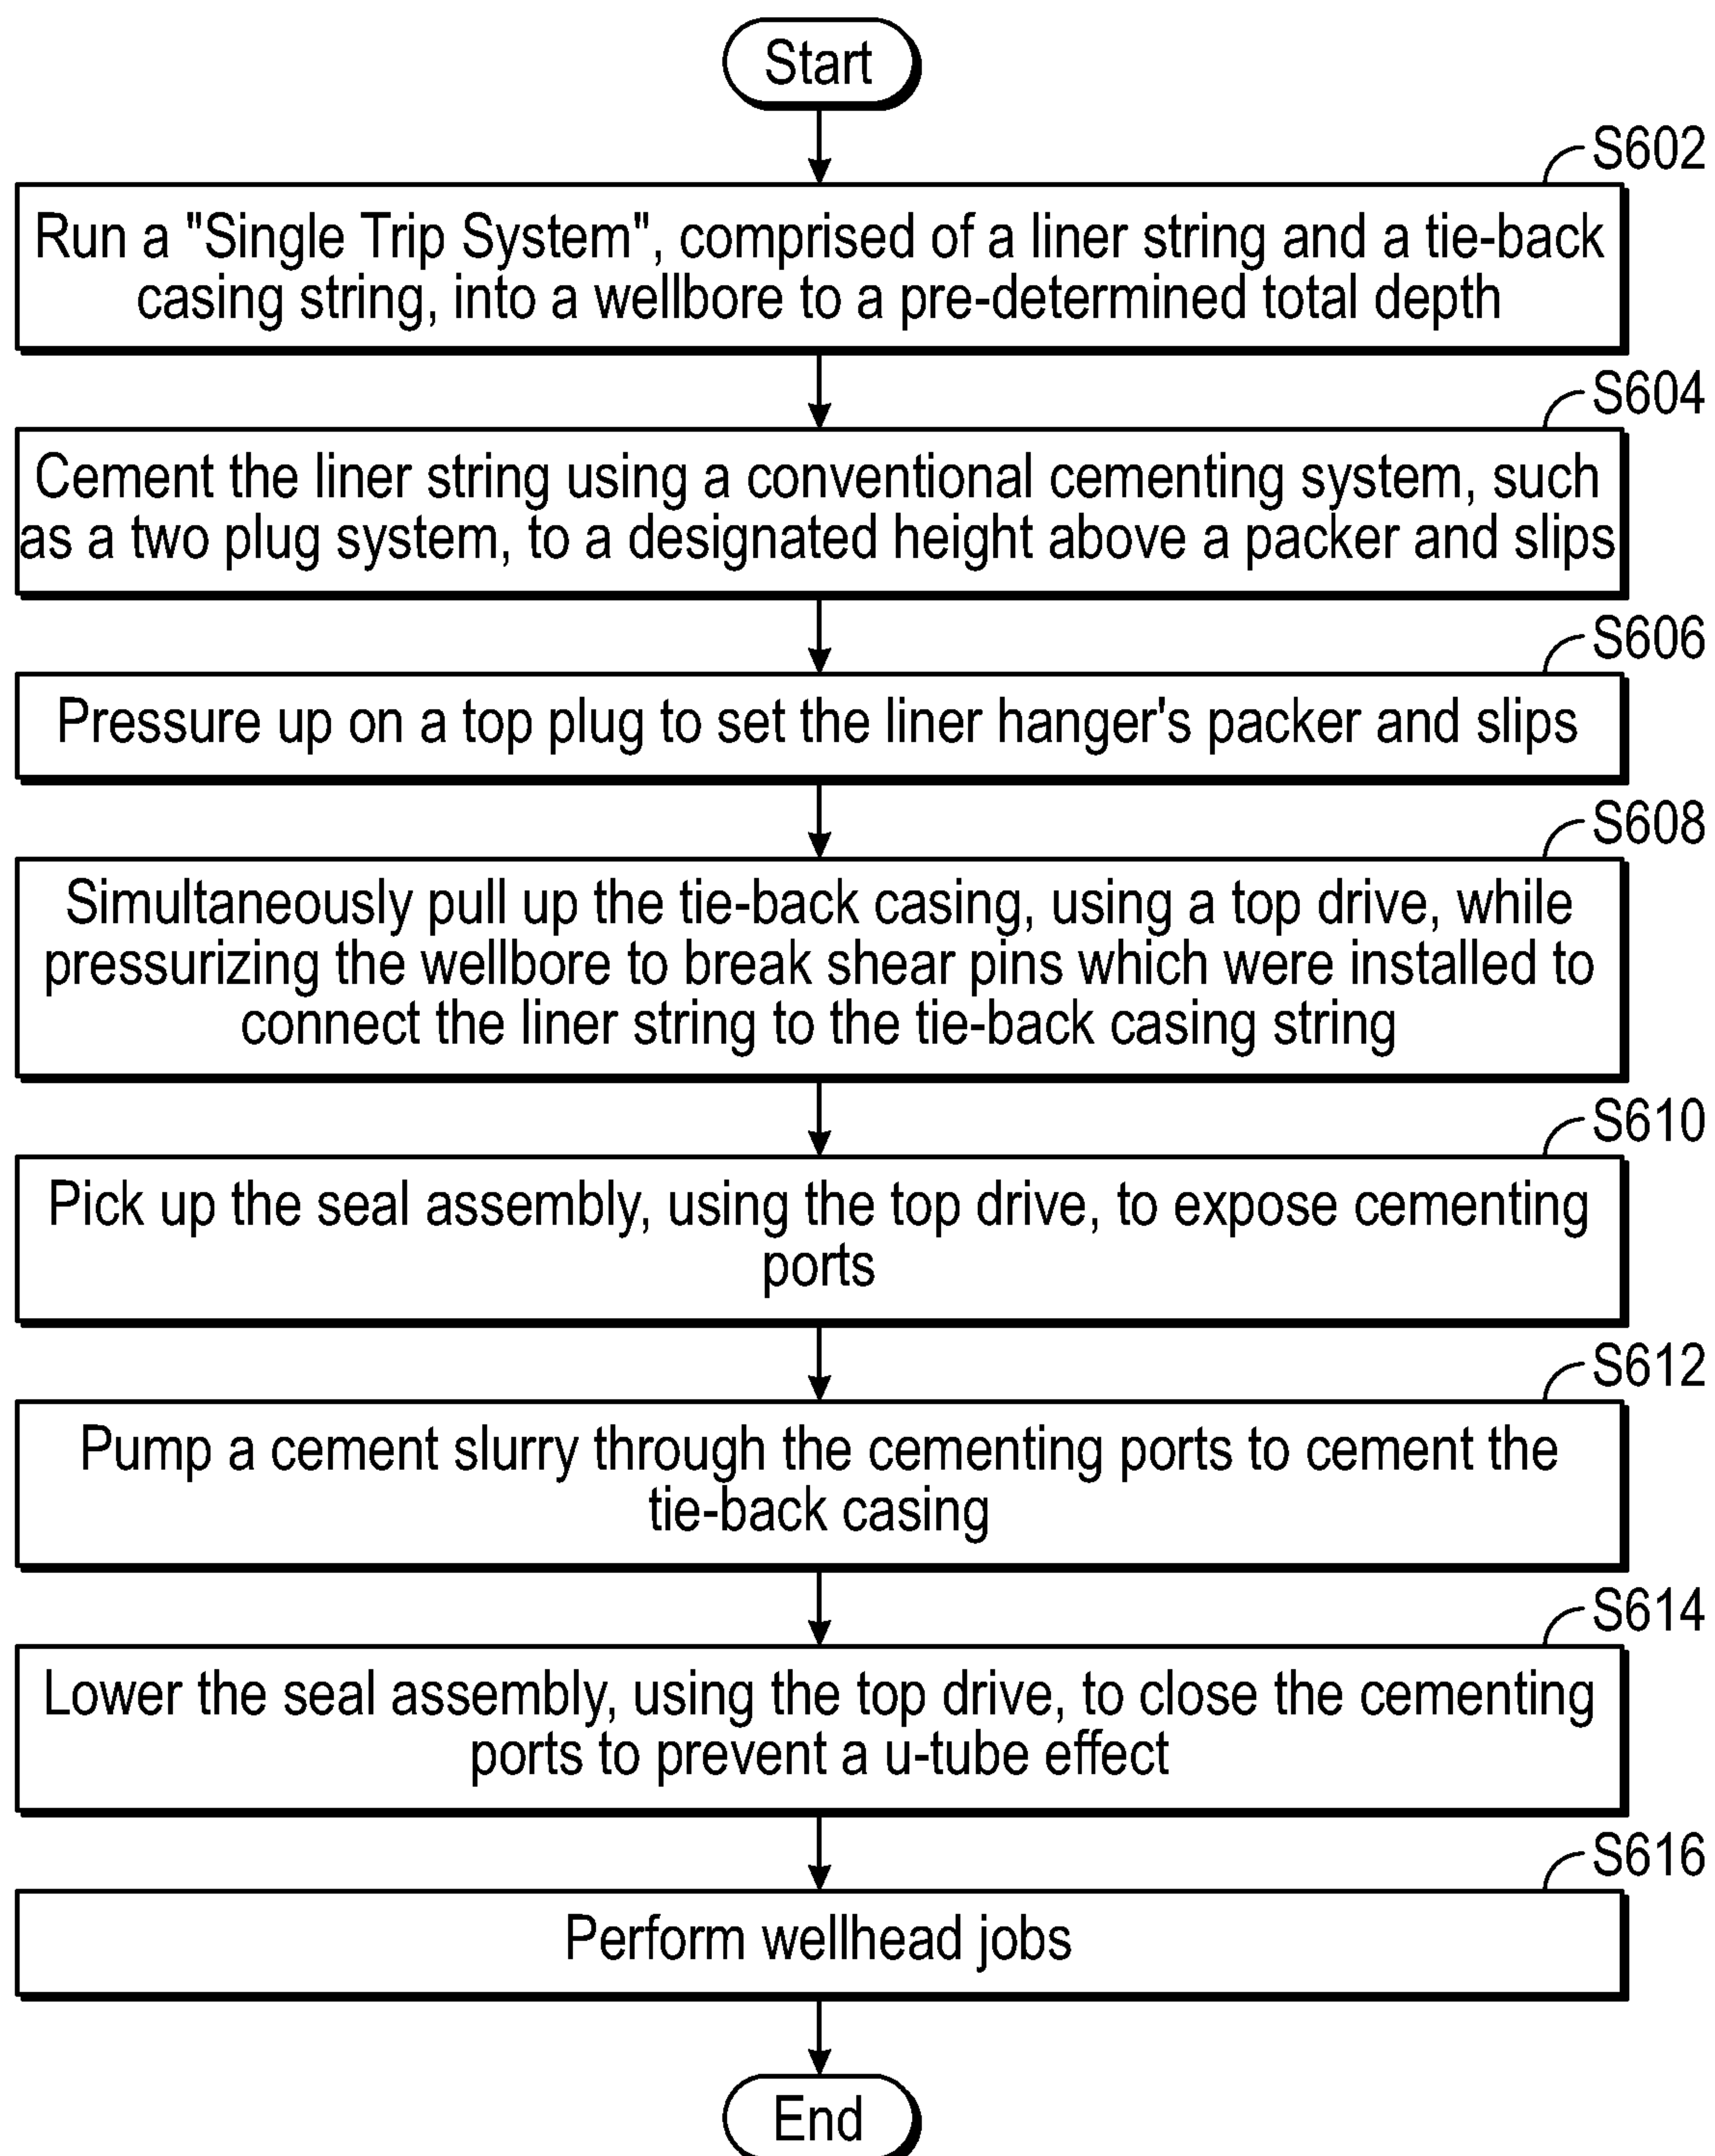 Start
S602
Run a "Single Trip System", comprised of a liner string and a tie-back
casing string, into a wellbore to a pre-determined total depth
S604
Cement the liner string using a conventional cementing system, such
as a two plug system, to a designated height above a packer and slips
S606
Pressure up on a top plug to set the liner hanger's packer and slips
S608
Simultaneously pull up the tie-back casing, using a top drive, while
pressurizing the wellbore to break shear pins which were installed to
connect the liner string to the tie-back casing string
S610
Pick up the seal assembly, using the top drive, to expose cementing
ports
S612
Pump a cement slurry through the cementing ports to cement the
tie-back casing
S614
Lower the seal assembly, using the top drive, to close the cementing
ports to prevent a u-tube effect
S616
Perform wellhead jobs
End